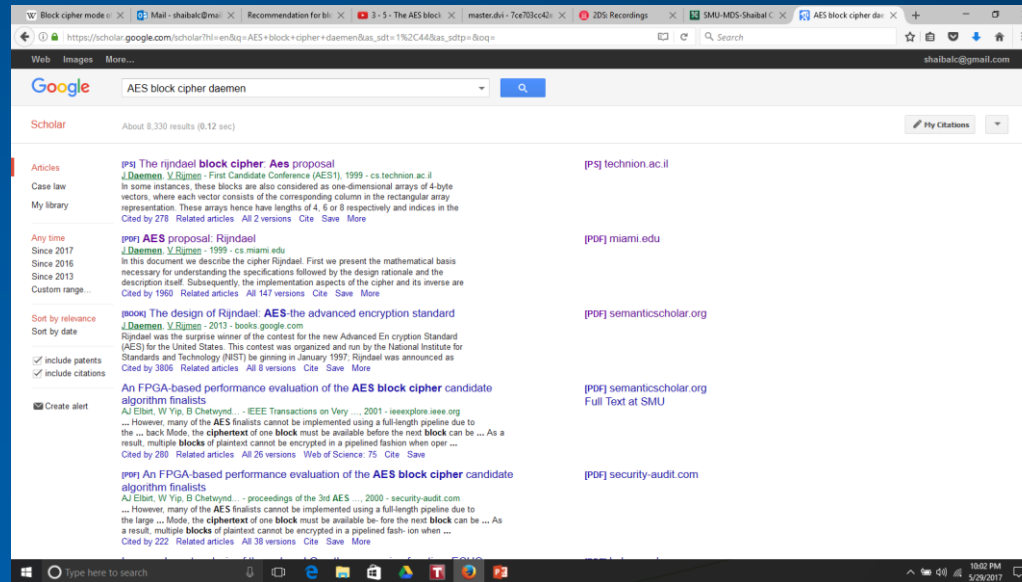 Block cipher mode o
Mail - shaibalc@mail
Recommendation for blo
3 - 5 - The AES block
master.dvi - 7ce703cc42e
2DS: Recordings
SMU-MDS-Shaibal C
AES block cipher dae
https://scholar.google.com/scholar?hl=en&q=AES+block+cipher+daemen&as_sdt=1%2C44&as_sdtp=&oq=
Search
Web Images More...
shaibalc@gmail.com
Google
AES block cipher daemen
Scholar
About 8,330 results (0.12 sec)
My Citations
Articles
Case law
My library
Any time
Since 2017
Since 2016
Since 2013
Custom range...
Sort by relevance
Sort by date
include patents
include citations
Create alert
[PS] The rijndael block cipher: Aes proposal
J Daemen, V Rijmen - First Candidate Conference (AES1), 1999 - cs.technion.ac.il
In some instances, these blocks are also considered as one-dimensional arrays of 4-byte
vectors, where each vector consists of the corresponding column in the rectangular array
representation. These arrays hence have lengths of 4, 6 or 8 respectively and indices in the
Cited by 278 Related articles All 2 versions Cite Save More
[PS] technion.ac.il
[PDF] AES proposal: Rijndael
J Daemen, V Rijmen - 1999 - cs.miami.edu
In this document we describe the cipher Rijndael. First we present the mathematical basis
necessary for understanding the specifications followed by the design rationale and the
description itself. Subsequently, the implementation aspects of the cipher and its inverse are
Cited by 1960 Related articles All 147 versions Cite Save More
[PDF] miami.edu
[BOOK] The design of Rijndael: AES-the advanced encryption standard
J Daemen, V Rijmen - 2013 - books.google.com
Rijndael was the surprise winner of the contest for the new Advanced En cryption Standard
(AES) for the United States. This contest was organized and run by the National Institute for
Standards and Technology (NIST) be ginning in January 1997; Rijndael was announced as
Cited by 3806 Related articles All 8 versions Cite Save More
[PDF] semanticscholar.org
An FPGA-based performance evaluation of the AES block cipher candidate
algorithm finalists
AJ Elbirt, W Yip, B Chetwynd... - IEEE Transactions on Very ..., 2001 - ieeexplore.ieee.org
... However, many of the AES finalists cannot be implemented using a full-length pipeline due to
the ... back Mode, the ciphertext of one block must be available before the next block can be ... As a
result, multiple blocks of plaintext cannot be encrypted in a pipelined fashion when oper ...
Cited by 280 Related articles All 26 versions Web of Science: 75 Cite Save
[PDF] semanticscholar.org
Full Text at SMU
[PDF] An FPGA-based performance evaluation of the AES block cipher candidate
algorithm finalists
AJ Elbirt, W Yip, B Chetwynd... - proceedings of the 3rd AES ..., 2000 - security-audit.com
... However, many of the AES finalists cannot be implemented using a full-length pipeline due to
the large ... Mode, the ciphertext of one block must be available be- fore the next block can be ... As
a result, multiple blocks of plaintext cannot be encrypted in a pipelined fash- ion when ...
Cited by 222 Related articles All 38 versions Cite Save More
[PDF] security-audit.com
Type here to search
10:02 PM
5/29/2017